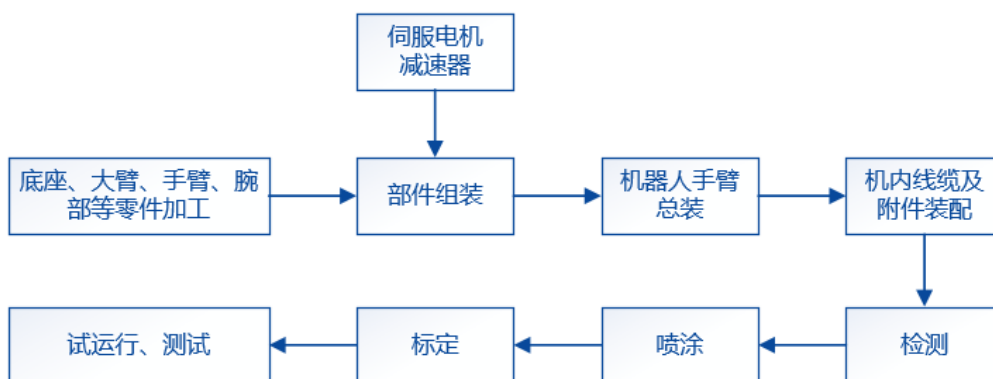 伺服电机
减速器
底座、大臂、手臂、腕
部等零件加工
部件组装
机器人手臂
总装
机内线缆及
附件装配
试运行、测试
标定
喷涂
检测